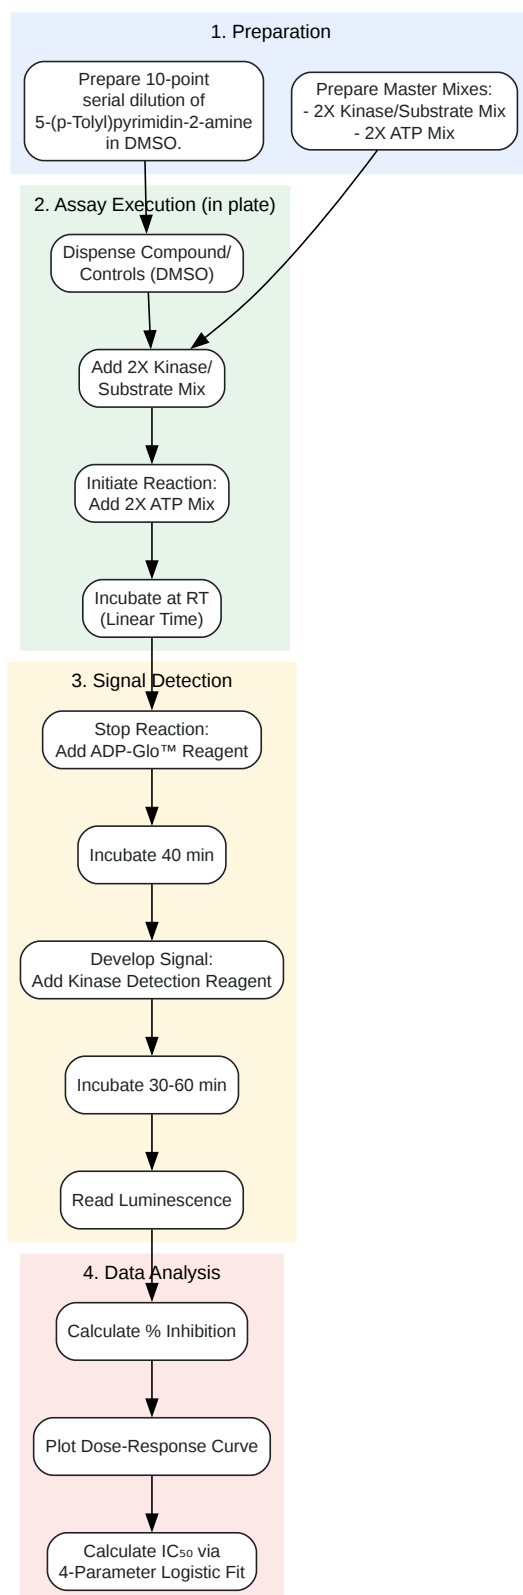 1. Preparation
Prepare 10-point
serial dilution of
5-(p-Tolyl)pyrimidin-2-amine
in DMSO.
Prepare Master Mixes:
- 2X Kinase/Substrate Mix
- 2X ATP Mix
2. Assay Execution (in plate)
Dispense Compound/
Controls (DMSO)
Add 2X Kinase/
Substrate Mix
Initiate Reaction:
Add 2X ATP Mix
Incubate at RT
(Linear Time)
3. Signal Detection
Stop Reaction:
Add ADP-Glo™ Reagent
Incubate 40 min
Develop Signal:
Add Kinase Detection Reagent
Incubate 30-60 min
Read Luminescence
4. Data Analysis
Calculate % Inhibition
Plot Dose-Response Curve
Calculate IC₅₀ via
4-Parameter Logistic Fit